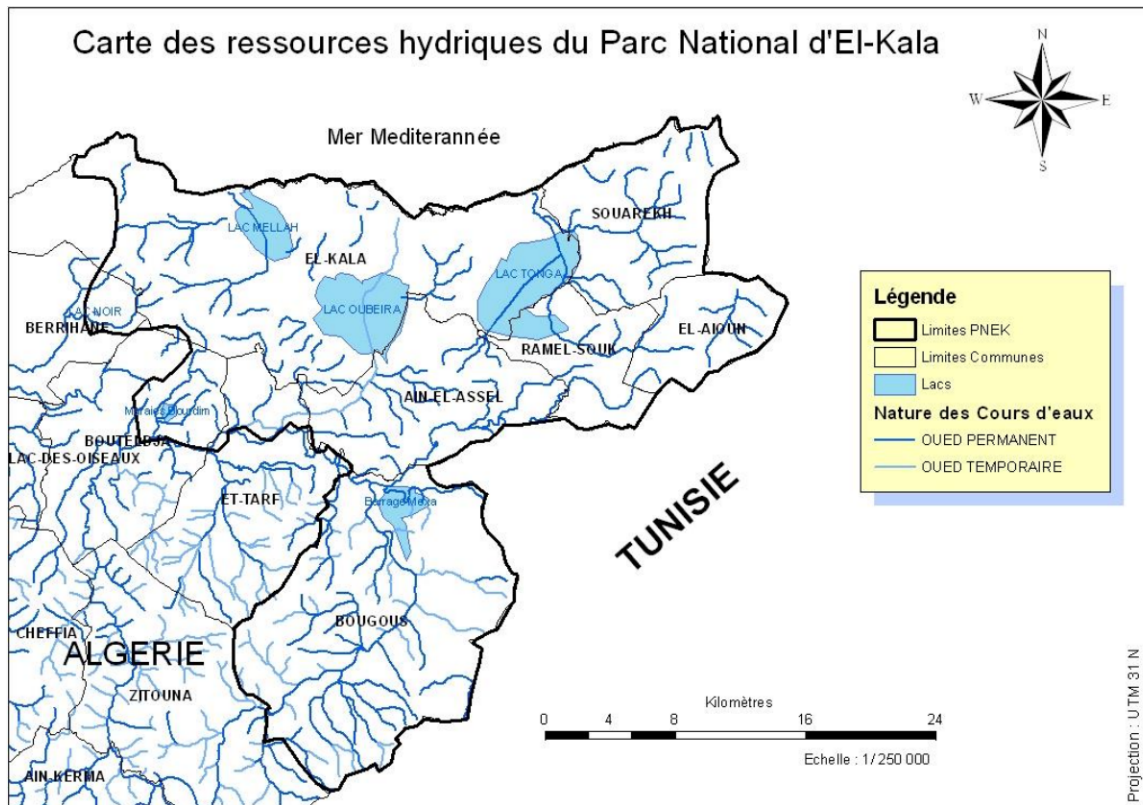 Carte des ressources hydriques du Parc National d'El-Kala
N
W
E
S
Mer Mediterannée
SOUAREKH
LAC MELLAH
EL-KALA
LAC TONGA
LAC OUBEIRA
LAC NOIR
BERRIHANE
EL-AIOUN
RAMEL-SOUK
AIN-EL-ASSEL
Maraies Bourdim
BOUTELDJA
LAC-DES-OISEAUX
ET-TARF
Barrage Mexa
TUNISIE
BOUGOUS
CHEFFIA
ALGERIE
ZITOUNA
AIN-KERMA
Légende
Limites PNEK
Limites Communes
Lacs
Nature des Cours d'eaux
OUED PERMANENT
OUED TEMPORAIRE
Kilomètres
0 4 8 16 24
Echelle : 1/ 250 000
Projection : UTM 31 N